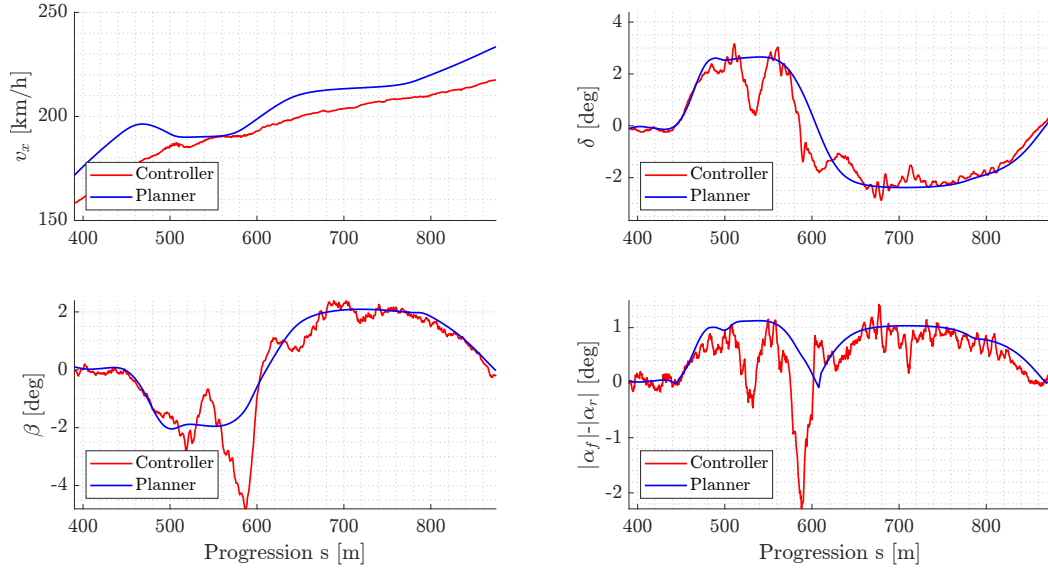 250
200
150
v_x [km/h]
400 500 600 700 800
Controller
Planner
4
2
0
-2
δ [deg]
400 500 600 700 800
Controller
Planner
2
0
-2
-4
β [deg]
400 500 600 700 800
Controller
Planner
Progression s [m]
1
0
-1
-2
|α_f|-|α_r| [deg]
400 500 600 700 800
Controller
Planner
Progression s [m]